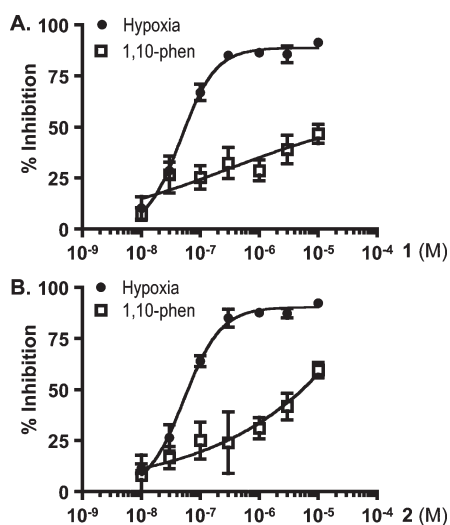 A.
Hypoxia
1,10-phen
% Inhibition
100
75
50
25
0
10-9 10-8 10-7 10-6 10-5 10-4 1 (M)
B.
Hypoxia
1,10-phen
% Inhibition
100
75
50
25
0
10-9 10-8 10-7 10-6 10-5 10-4 2 (M)